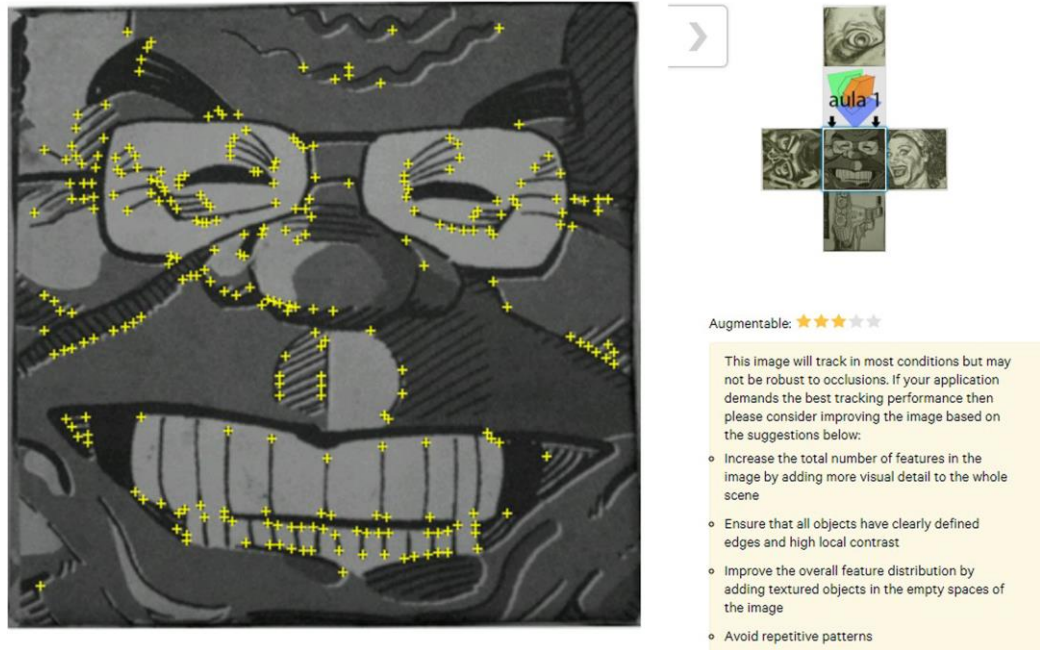 aula 1
Augmentable:
This image will track in most conditions but may
not be robust to occlusions. If your application
demands the best tracking performance then
please consider improving the image based on
the suggestions below:
Increase the total number of features in the
image by adding more visual detail to the whole
scene
Ensure that all objects have clearly defined
edges and high local contrast
Improve the overall feature distribution by
adding textured objects in the empty spaces of
the image
Avoid repetitive patterns